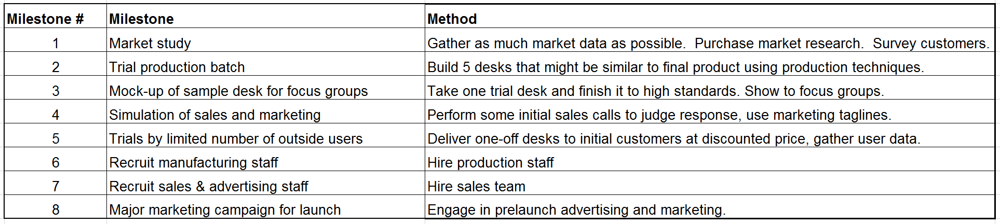 Milestone # Milestone Method
1 Market study Gather as much market data as possible.  Purchase market research.  Survey customers.
2 Trial production batch Build 5 desks that might be similar to final product using production techniques.
3 Mock-up of sample desk for focus groups Take one trial desk and finish it to high standards. Show to focus groups.
4 Simulation of sales and marketing Perform some initial sales calls to judge response, use marketing taglines.
5 Trials by limited number of outside users Deliver one-off desks to initial customers at discounted price, gather user data.
6 Recruit manufacturing staff Hire production staff
7 Recruit sales & advertising staff Hire sales team
8 Major marketing campaign for launch Engage in prelaunch advertising and marketing.